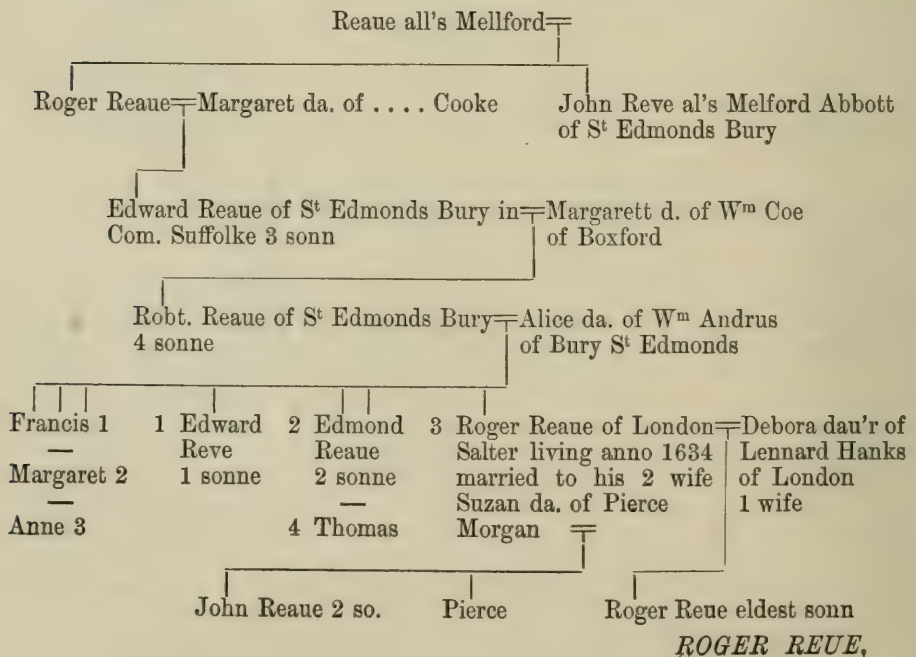 Reaue all's Mellford
Roger Reaue Margaret da. of .... Cooke
John Reve al's Melford Abbott
of St Edmonds Bury
Edward Reaue of St Edmonds Bury in
Com. Suffolke 3 sonn
Margarett d. of Wm Coe
of Boxford
Robt. Reaue of St Edmonds Bury
4 sonne
Alice da. of Wm Andrus
of Bury St Edmonds
Francis 1
—
Margaret 2
—
Anne 3
1 Edward
Reve
1 sonne
2 Edmond
Reaue
2 sonne
—
4 Thomas
3 Roger Reaue of London
Salter living anno 1634
married to his 2 wife
Suzan da. of Pierce
Morgan
Debora dau'r of
Lennard Hanks
of London
1 wife
John Reaue 2 so.
Pierce
Roger Reue eldest sonn
ROGER REUE,